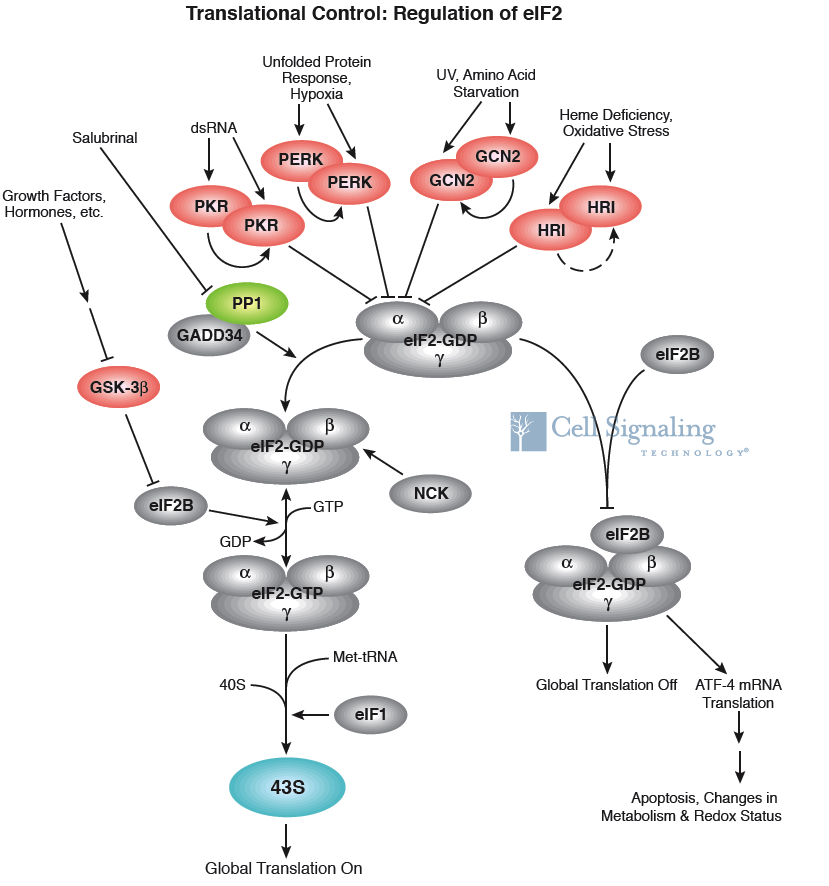 Translational Control: Regulation of eIF2
Unfolded Protein
Response,
Hypoxia
UV, Amino Acid
Starvation
Heme Deficiency,
Oxidative Stress
Salubrinal
dsRNA
Growth Factors,
Hormones, etc.
PERK
PERK
GCN2
GCN2
PKR
PKR
HRI
HRI
PP1
GADD34
α
β
eIF2-GDP
γ
eIF2B
GSK-3β
α
β
eIF2-GDP
γ
Cell Signaling
TECHNOLOGY®
NCK
eIF2B
GTP
GDP
eIF2B
α
β
eIF2-GDP
γ
α
β
eIF2-GTP
γ
Met-tRNA
40S
eIF1
Global Translation Off
ATF-4 mRNA
Translation
43S
Apoptosis, Changes in
Metabolism & Redox Status
Global Translation On